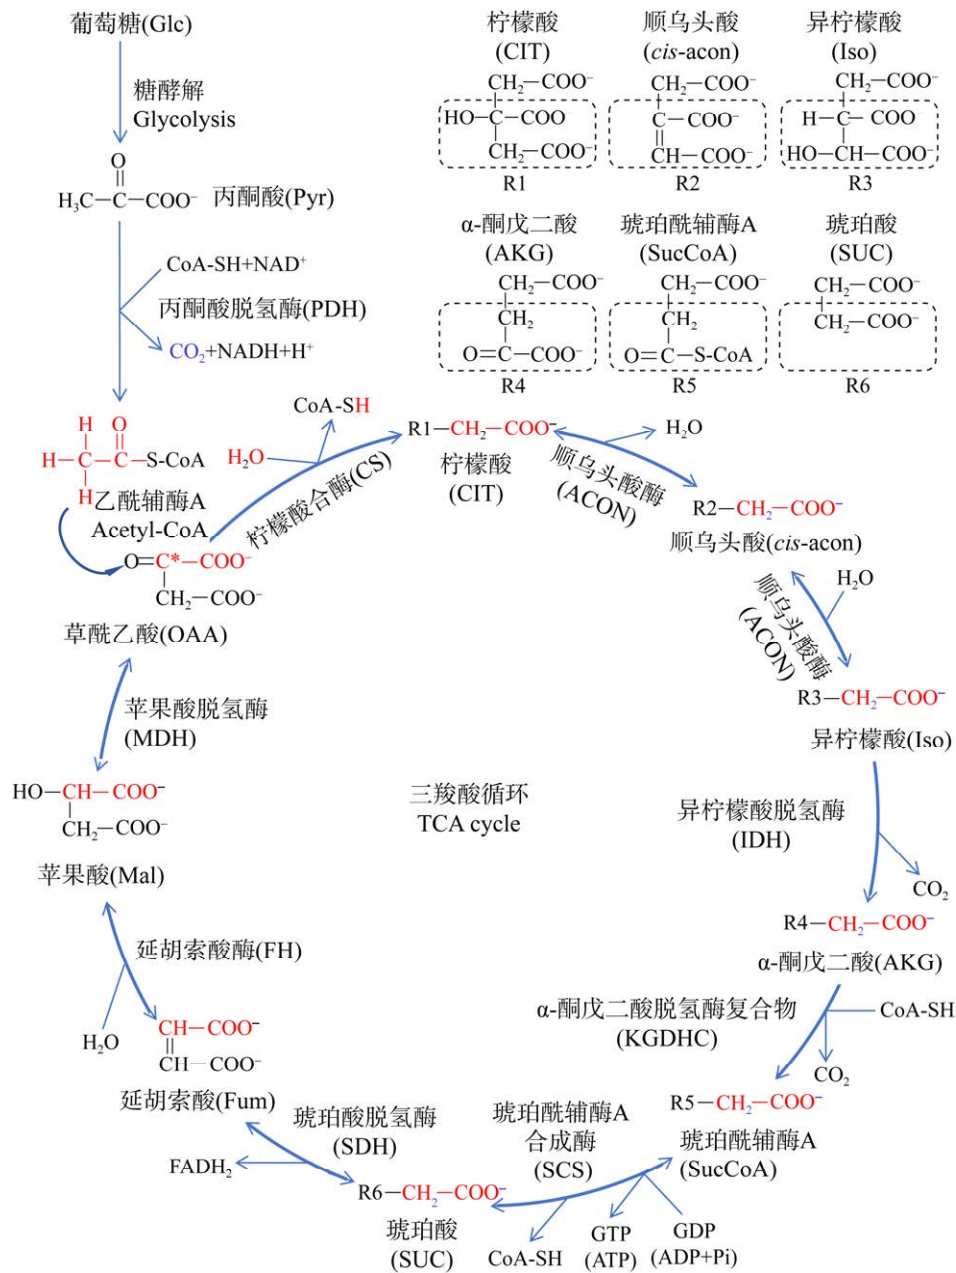 葡萄糖(Glc)
糖酵解
Glycolysis
O
H₃C—C—COO⁻ 丙酮酸(Pyr)
CoA-SH+NAD⁺
丙酮酸脱氢酶(PDH)
CO₂+NADH+H⁺
柠檬酸
(CIT)
CH₂—COO⁻
HO—C—COO
CH₂—COO⁻
R1
顺乌头酸
(cis-acon)
CH₂—COO⁻
C—COO⁻
CH—COO⁻
R2
异柠檬酸
(Iso)
CH₂—COO⁻
H—C—COO
HO—CH—COO⁻
R3
α-酮戊二酸
(AKG)
CH₂—COO⁻
CH₂
O=C—COO⁻
R4
琥珀酰辅酶A
(SucCoA)
CH₂—COO⁻
CH₂
O=C—S-CoA
R5
琥珀酸
(SUC)
CH₂—COO⁻
CH₂—COO⁻
R6
H O
H—C—C—S-CoA
H
乙酰辅酶A
Acetyl-CoA
H₂O
CoA-SH
柠檬酸合酶(CS)
R1—CH₂—COO⁻
柠檬酸
(CIT)
H₂O
顺乌头酸酶
(ACON)
R2—CH₂—COO⁻
顺乌头酸(cis-acon)
H₂O
顺乌头酸酶
(ACON)
R3—CH₂—COO⁻
异柠檬酸(Iso)
异柠檬酸脱氢酶
(IDH)
CO₂
R4—CH₂—COO⁻
α-酮戊二酸(AKG)
α-酮戊二酸脱氢酶复合物
(KGDHC)
CoA-SH
CO₂
R5—CH₂—COO⁻
琥珀酰辅酶A
(SucCoA)
琥珀酰辅酶A
合成酶
(SCS)
CoA-SH
GTP
(ATP)
GDP
(ADP+Pi)
R6—CH₂—COO⁻
琥珀酸
(SUC)
琥珀酸脱氢酶
(SDH)
FADH₂
CH—COO⁻
CH—COO⁻
延胡索酸(Fum)
延胡索酸酶(FH)
H₂O
HO—CH—COO⁻
CH₂—COO⁻
苹果酸(Mal)
苹果酸脱氢酶
(MDH)
O=C*—COO⁻
CH₂—COO⁻
草酰乙酸(OAA)
三羧酸循环
TCA cycle